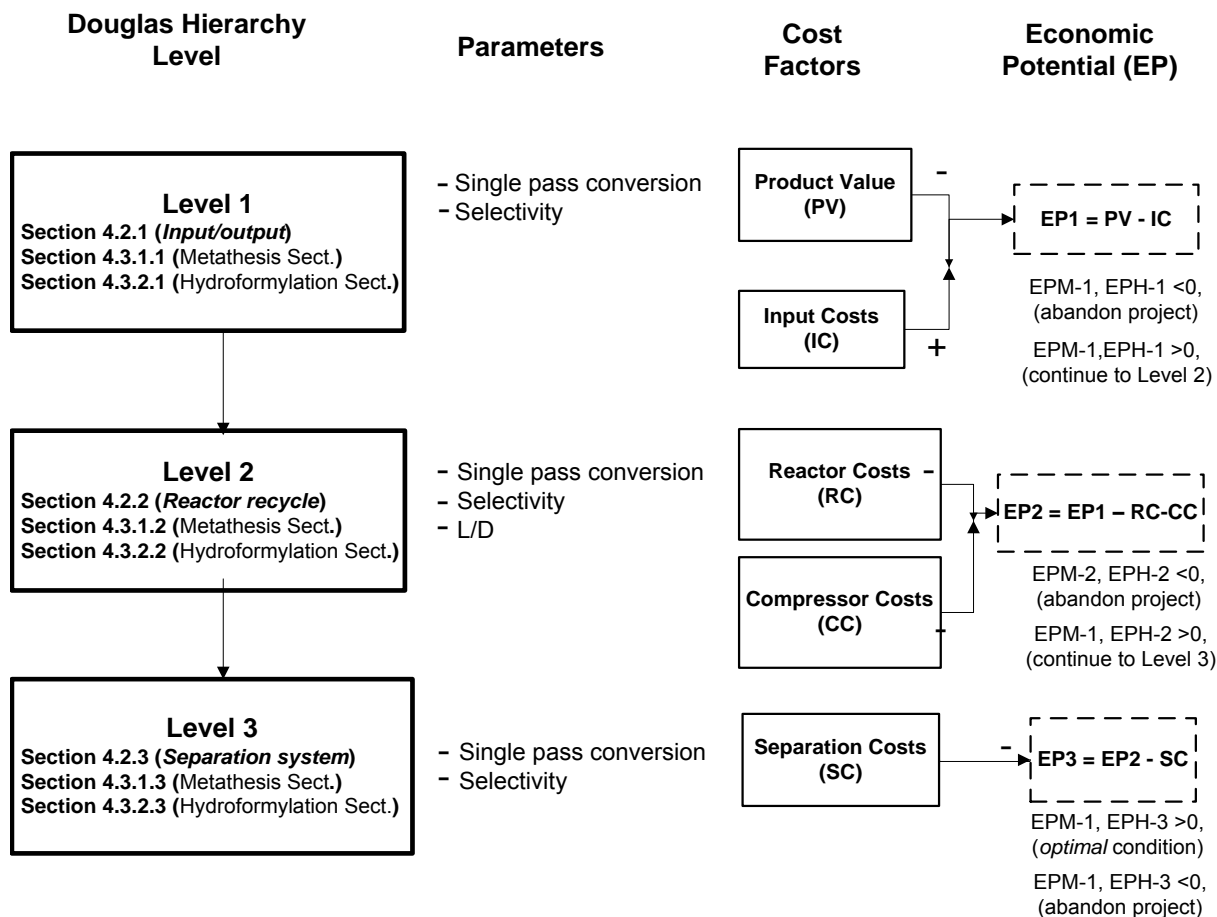 Douglas Hierarchy
Level
Parameters
Cost
Factors
Economic
Potential (EP)
Level 1
Section 4.2.1 (Input/output)
4.3.1.1 (Metathesis Sect.)
4.3.2.1 (Hydroformylation Sect.)
- Single pass conversion
- Selectivity
Product Value
(PV)
-
Input Costs
(IC)
+
EP1 = PV - IC
EPM-1, EPH-1 <0,
(abandon project)
EPM-1,EPH-1 >0,
(continue to Level 2)
Level 2
Section 4.2.2 (Reactor recycle)
4.3.1.2 (Metathesis Sect.)
4.3.2.2 (Hydroformylation Sect.)
- Single pass conversion
- Selectivity
- L/D
Reactor Costs
(RC)
-
Compressor Costs
(CC)
-
EP2 = EP1 – RC-CC
EPM-2, EPH-2 <0,
(abandon project)
EPM-1, EPH-2 >0,
(continue to Level 3)
Level 3
Section 4.2.3 (Separation system)
4.3.1.3 (Metathesis Sect.)
4.3.2.3 (Hydroformylation Sect.)
- Single pass conversion
- Selectivity
Separation Costs
(SC)
-
EP3 = EP2 - SC
EPM-1, EPH-3 >0,
(optimal condition)
EPM-1, EPH-3 <0,
(abandon project)